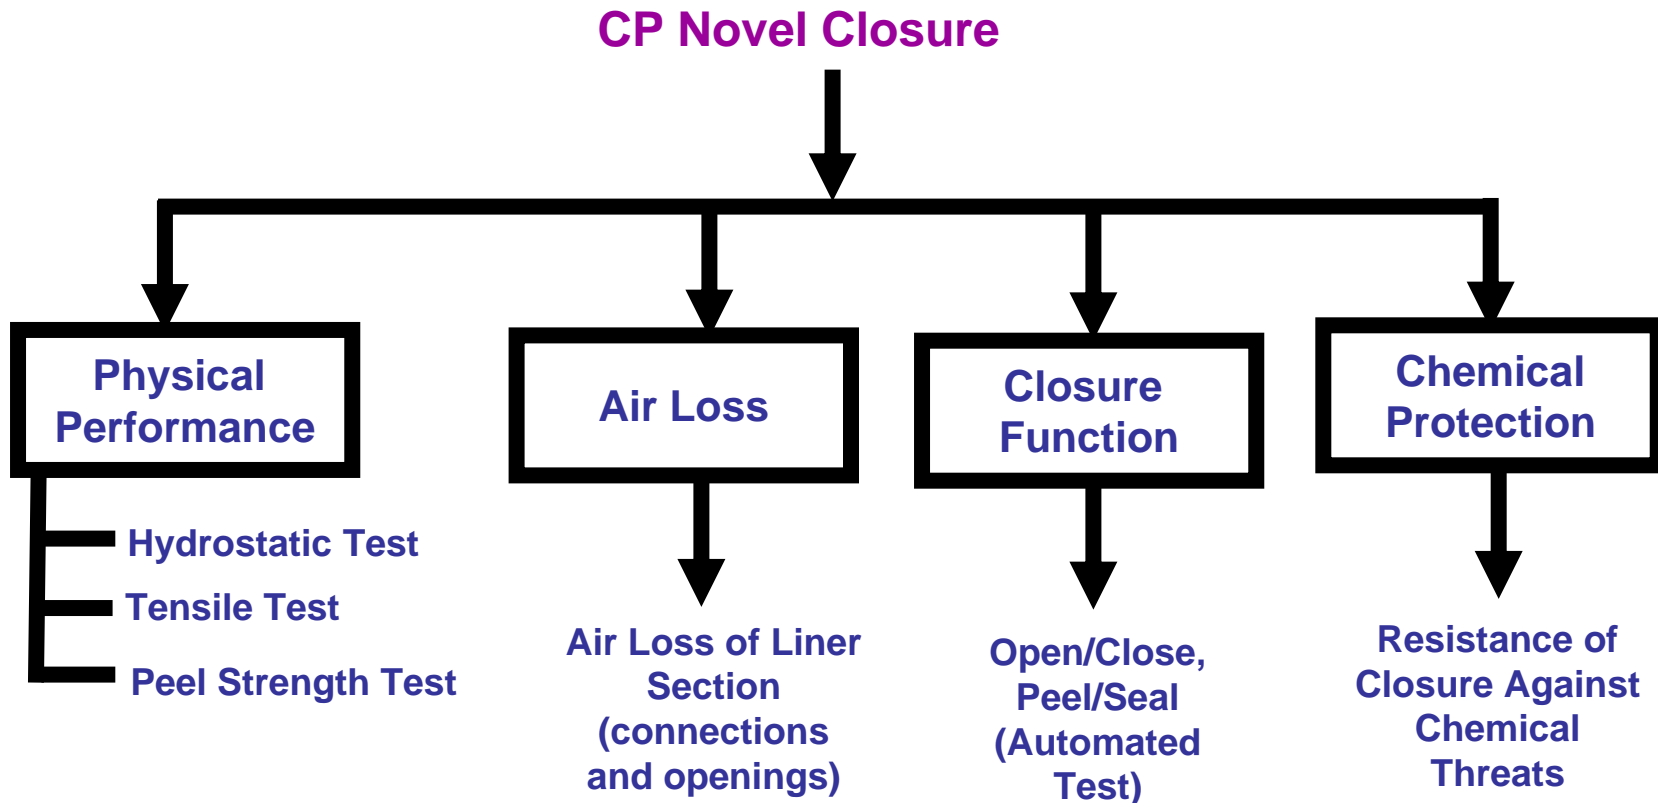 CP Novel Closure
Physical
Performance
Air Loss
Closure
Function
Chemical
Protection
Hydrostatic Test
Tensile Test
Peel Strength Test
Air Loss of Liner
Section
(connections
and openings)
Open/Close,
Peel/Seal
(Automated
Test)
Resistance of
Closure Against
Chemical
Threats